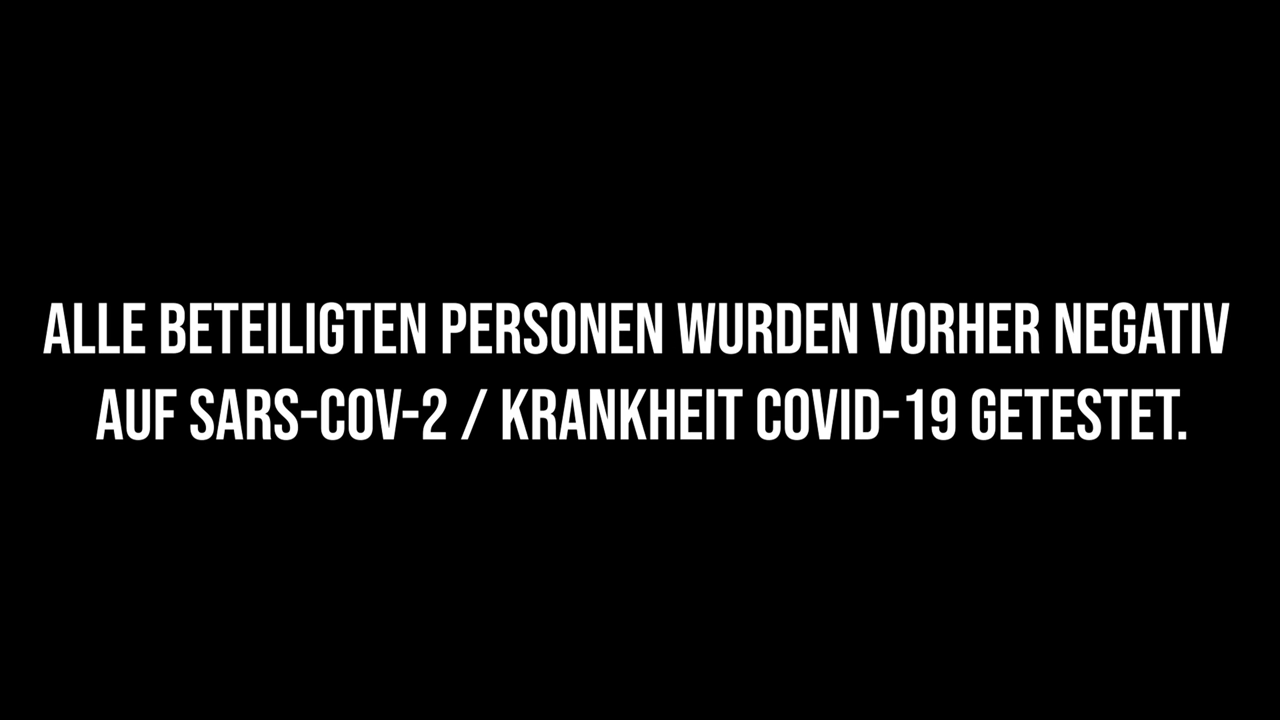 ALLE BETEILIGTEN PERSONEN WURDEN VORHER NEGATIV
AUF SARS-COV-2 / KRANKHEIT COVID-19 GETESTET.